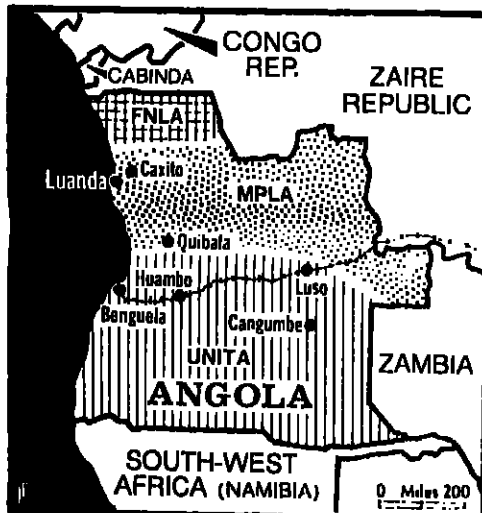 CONGO
REP.
CABINDA
ZAIRE
REPUBLIC
FNLA
Caxito
Luanda
MPLA
Quibala
Huambo
Luso
Benguela
Cangumbe
UNITA
ZAMBIA
ANGOLA
SOUTH-WEST
AFRICA (NAMIBIA)
0 Miles 200